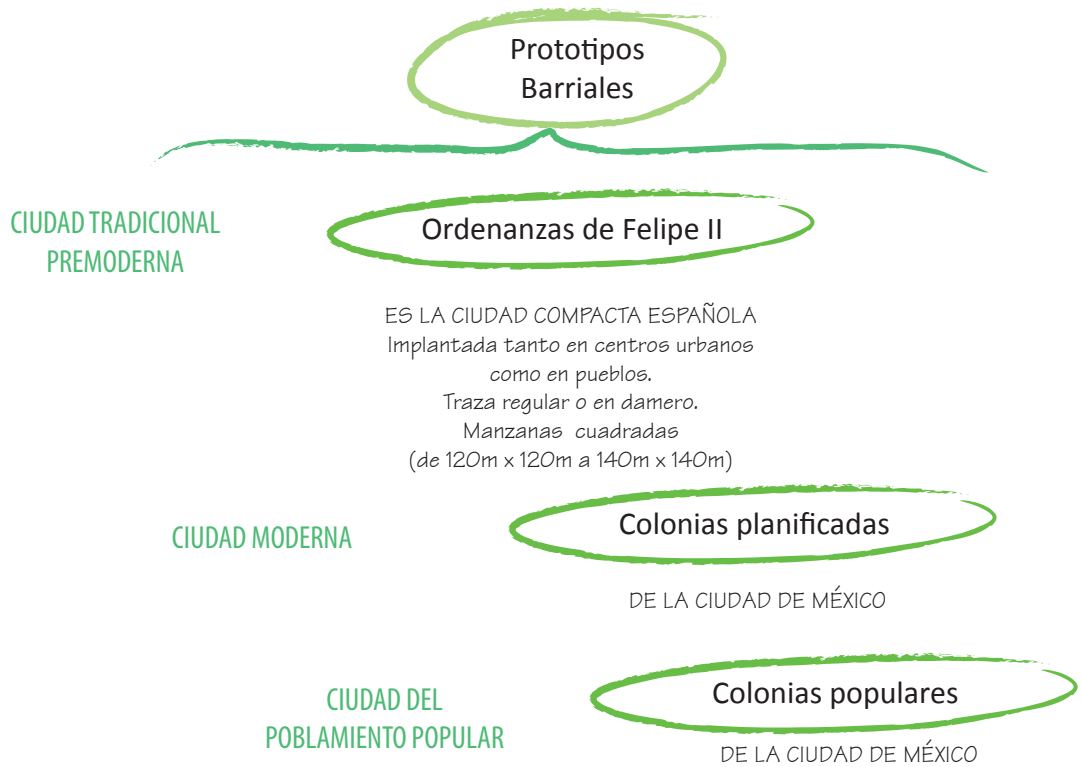 Prototipos
Barriales
CIUDAD TRADICIONAL
PREMODERNA
Ordenanzas de Felipe II
ES LA CIUDAD COMPACTA ESPAÑOLA
Implantada tanto en centros urbanos
como en pueblos.
Traza regular o en damero.
Manzanas cuadradas
(de 120m x 120m a 140m x 140m)
CIUDAD MODERNA
Colonias planificadas
DE LA CIUDAD DE MÉXICO
CIUDAD DEL
POBLAMIENTO POPULAR
Colonias populares
DE LA CIUDAD DE MÉXICO